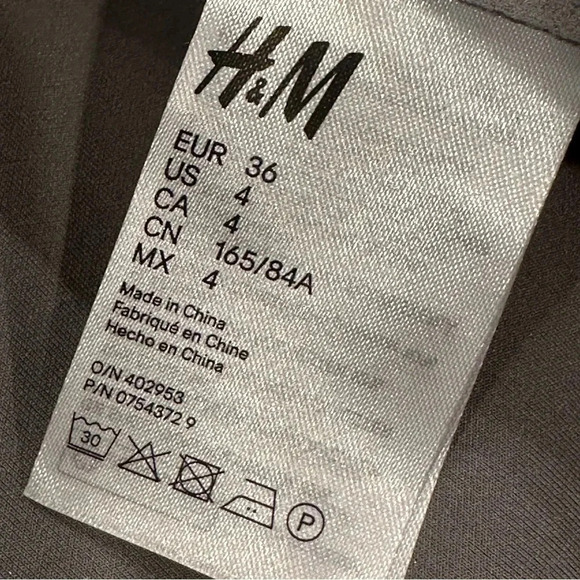 H&M
EUR 36
US 4
CA 4
CN 165/84A
MX 4
Made in China
Fabriqué en Chine
Hecho en China
O/N 402953
P/N 0754372 9
30
P